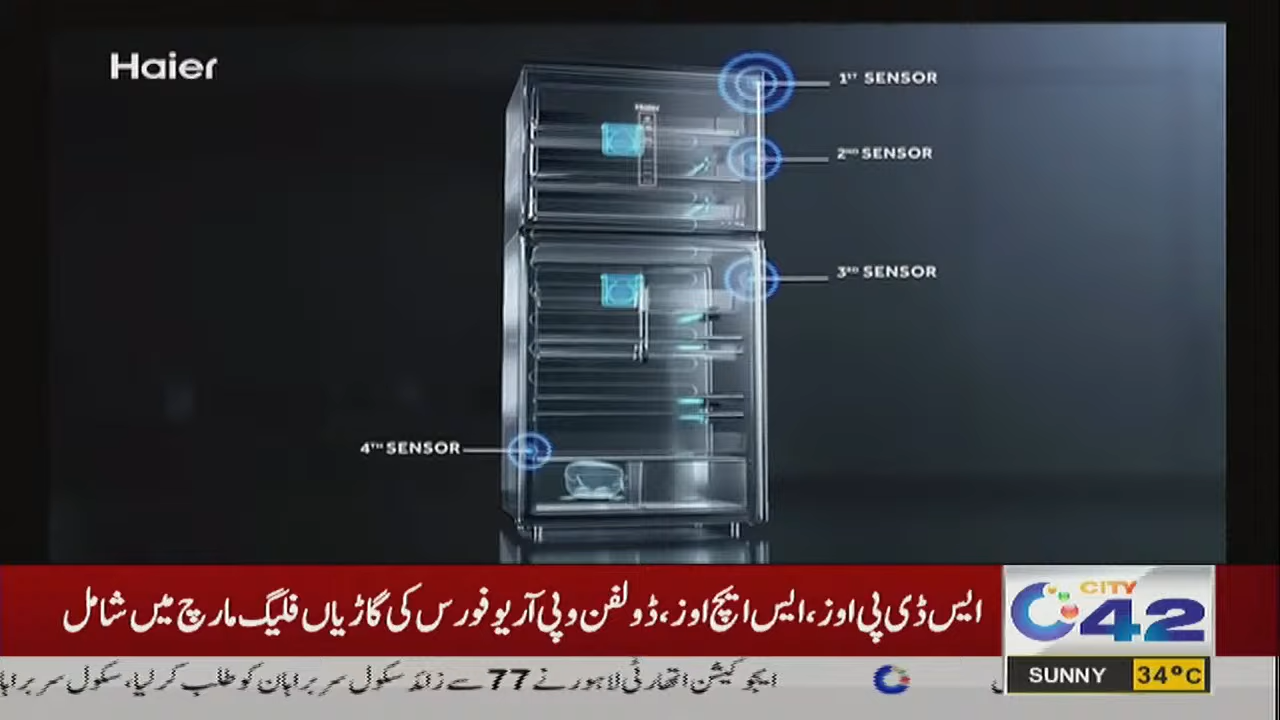 Haier
1ST SENSOR
Haier
2ND SENSOR
3RD SENSOR
4TH SENSOR
ایس ڈی پی اوز، ایس ایچ اوز، ڈولفن و پی آر یو فورس کی گاڑیاں فلیگ مارچ میں شامل
CITY
42
ایجوکیشن اتھارٹی لاہور نے 77 سے زائد سکول سربراہان کو طلب کر لیا، سکول
SUNNY 34°C